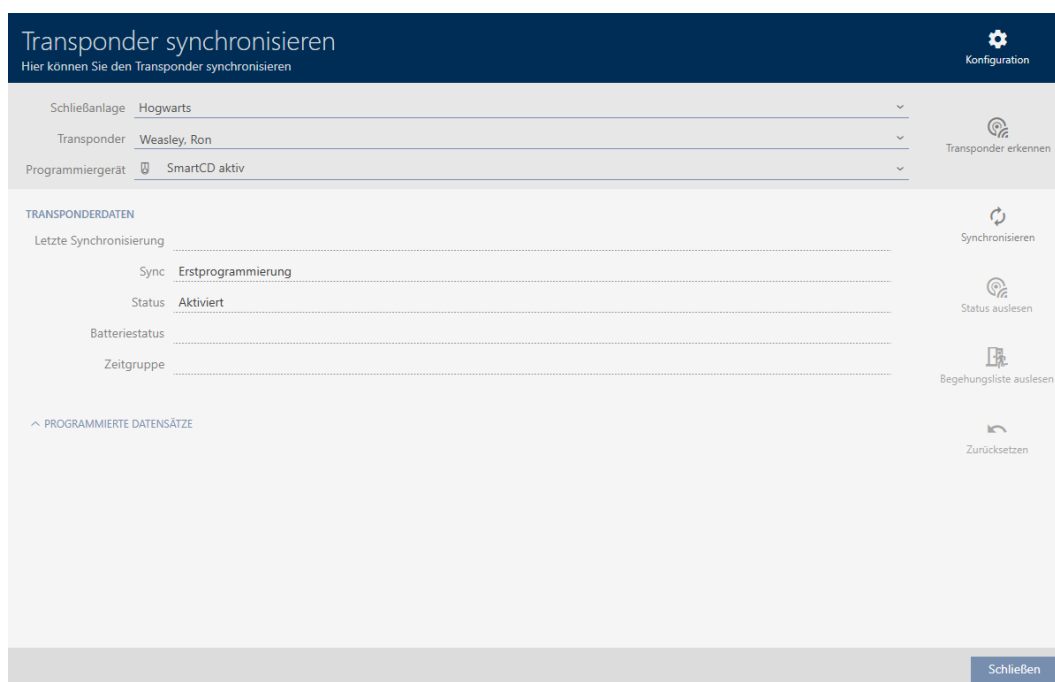 Transponder synchronisieren
Hier können Sie den Transponder synchronisieren
Konfiguration
Schließanlage Hogwarts
Transponder Weasley, Ron
Programmiergerät SmartCD aktiv
Transponder erkennen
TRANSPONDERDATEN
Letzte Synchronisierung
Sync Erstprogrammierung
Status Aktiviert
Batteriestatus
Zeitgruppe
PROGRAMMIERTE DATENSÄTZE
Synchronisieren
Status auslesen
Begehungsliste auslesen
Zurücksetzen
Schließen